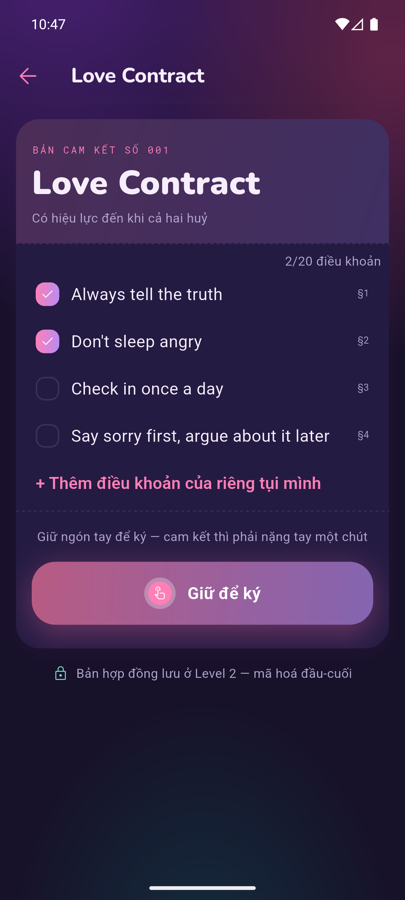 10:47
Love Contract
BẢN CAM KẾT SỐ 001
Love Contract
Có hiệu lực đến khi cả hai huỷ
2/20 điều khoản
Always tell the truth §1
Don't sleep angry §2
Check in once a day §3
Say sorry first, argue about it later §4
+ Thêm điều khoản của riêng tụi mình
Giữ ngón tay để ký — cam kết thì phải nặng tay một chút
Giữ để ký
Bản hợp đồng lưu ở Level 2 — mã hoá đầu-cuối